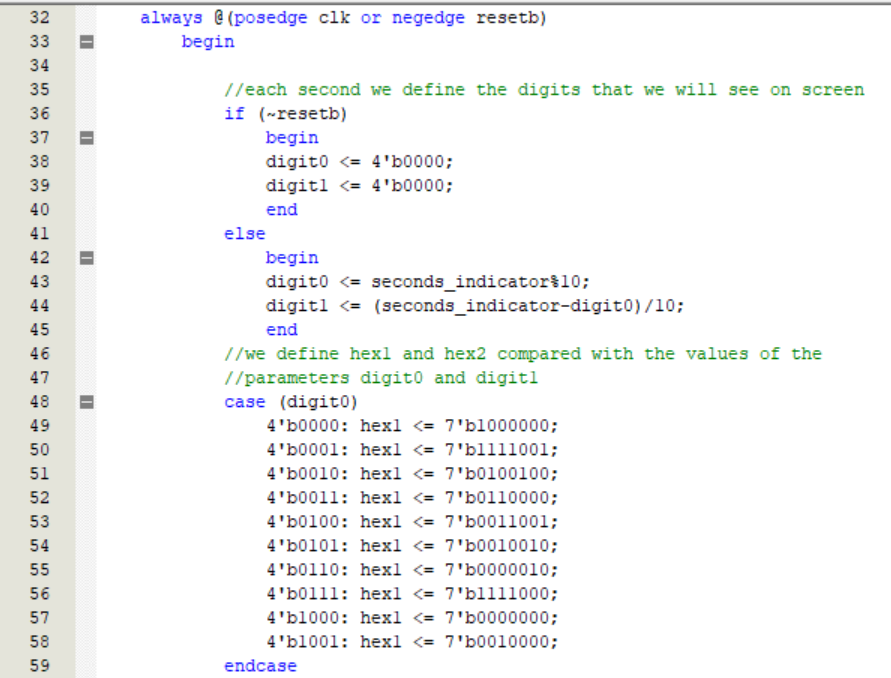 32 always @(posedge clk or negedge resetb)
33 begin
34
35 //each second we define the digits that we will see on screen
36 if (~resetb)
37 begin
38 digit0 <= 4'b0000;
39 digit1 <= 4'b0000;
40 end
41 else
42 begin
43 digit0 <= seconds_indicator%10;
44 digit1 <= (seconds_indicator-digit0)/10;
45 end
46 //we define hex1 and hex2 compared with the values of the
47 //parameters digit0 and digit1
48 case (digit0)
49 4'b0000: hex1 <= 7'b1000000;
50 4'b0001: hex1 <= 7'b1111001;
51 4'b0010: hex1 <= 7'b0100100;
52 4'b0011: hex1 <= 7'b0110000;
53 4'b0100: hex1 <= 7'b0011001;
54 4'b0101: hex1 <= 7'b0010010;
55 4'b0110: hex1 <= 7'b0000010;
56 4'b0111: hex1 <= 7'b1111000;
57 4'b1000: hex1 <= 7'b0000000;
58 4'b1001: hex1 <= 7'b0010000;
59 endcase